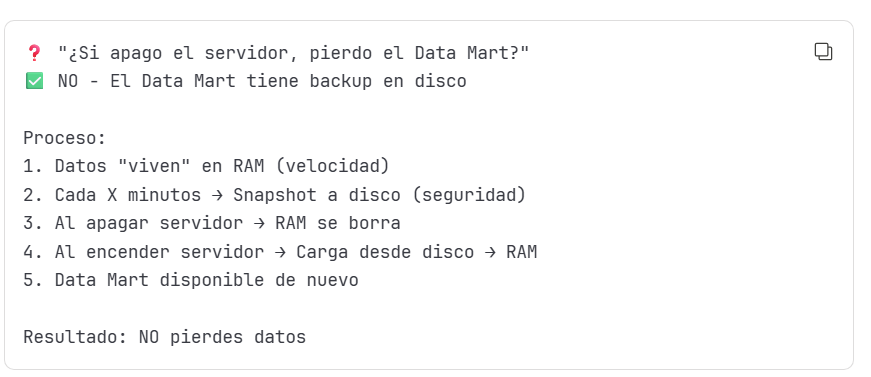 ❓ "¿Si apago el servidor, pierdo el Data Mart?"
✅ NO - El Data Mart tiene backup en disco
Proceso:
1. Datos "viven" en RAM (velocidad)
2. Cada X minutos → Snapshot a disco (seguridad)
3. Al apagar servidor → RAM se borra
4. Al encender servidor → Carga desde disco → RAM
5. Data Mart disponible de nuevo
Resultado: NO pierdes datos